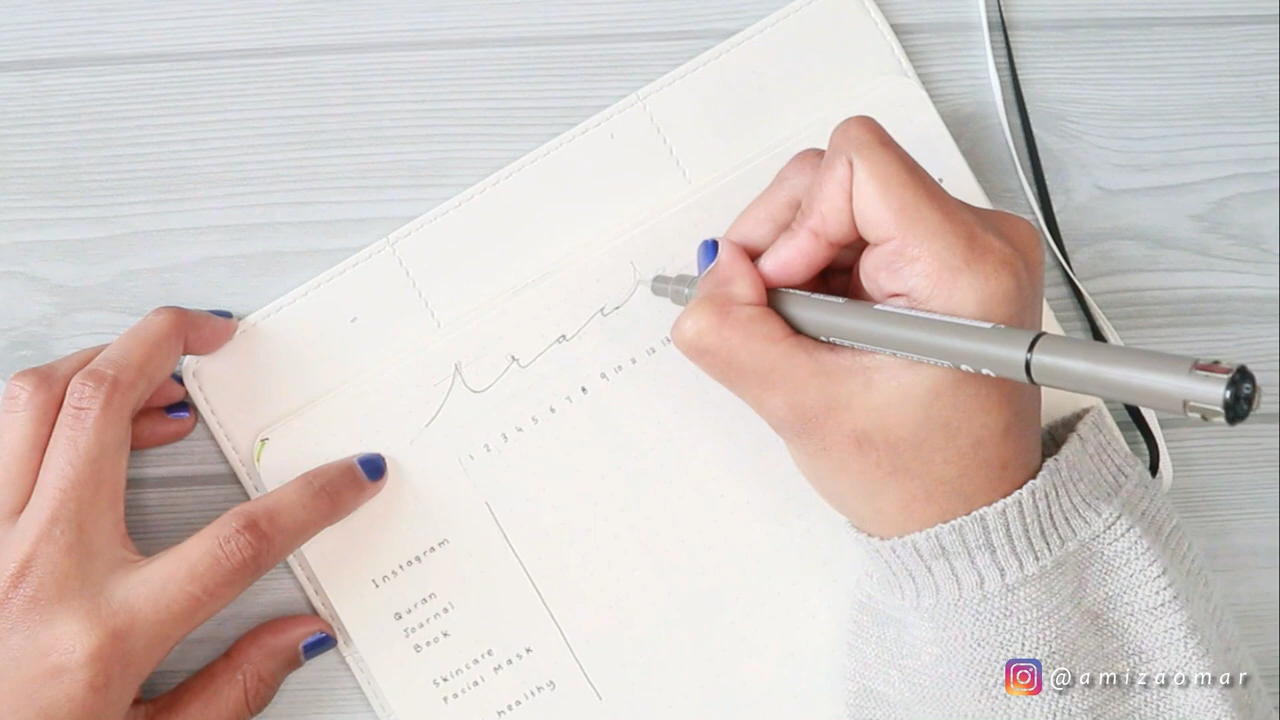 trac
1 2 3 4 5 6 7 8 9 10 11 12 13
Instagram
Quran
Journal
Book
Skincare
Facial Mask
healthy
@amizaomar